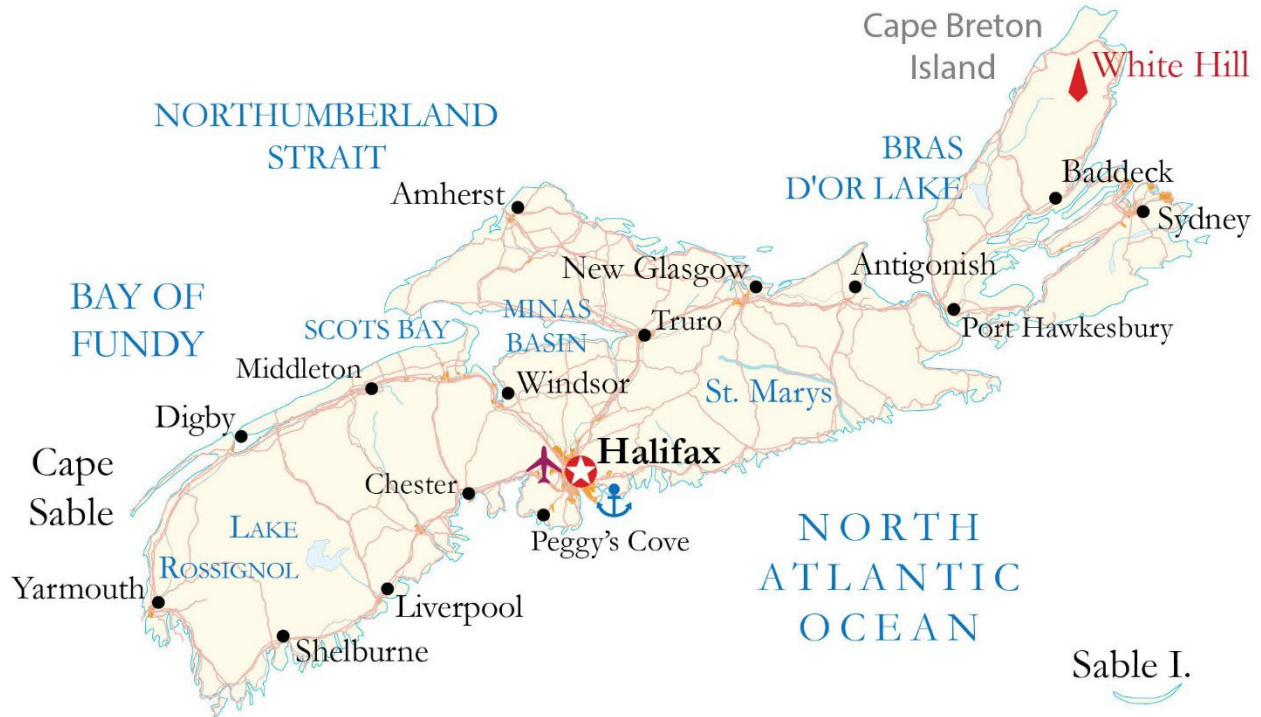 Cape Breton
Island
White Hill
NORTHUMBERLAND
STRAIT
BRAS
D'OR LAKE
Baddeck
Amherst
Sydney
New Glasgow
Antigonish
BAY OF
FUNDY
MINAS
BASIN
SCOTS BAY
Truro
Port Hawkesbury
Middleton
Windsor
St. Marys
Digby
Halifax
Cape
Sable
Chester
LAKE
ROSSIGNOL
Peggy's Cove
NORTH
ATLANTIC
OCEAN
Yarmouth
Liverpool
Shelburne
Sable I.